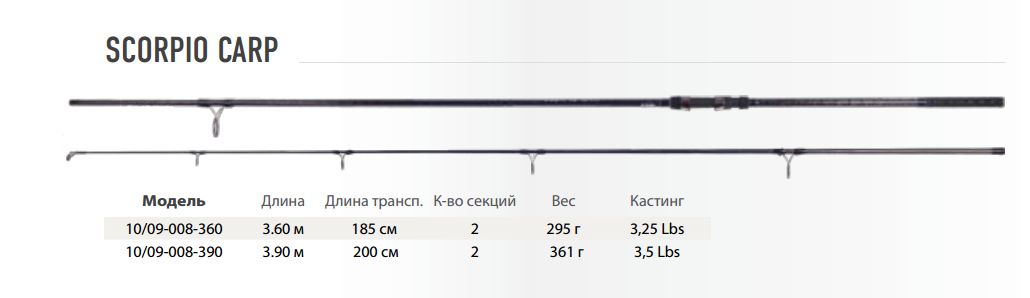 SCORPIO CARP
Модель Длина Длина трансп. К-во секций Вес Кастинг
10/09-008-360 3.60 м 185 см 2 295 г 3,25 Lbs
10/09-008-390 3.90 м 200 см 2 361 г 3,5 Lbs